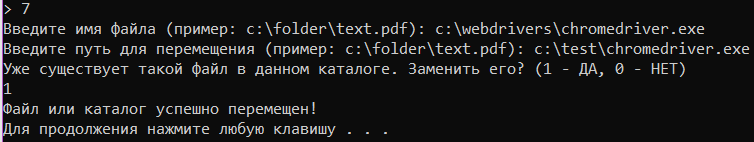 > 7
Введите имя файла (пример: c:\folder\text.pdf): c:\webdrivers\chromedriver.exe
Введите путь для перемещения (пример: c:\folder\text.pdf): c:\test\chromedriver.exe
Уже существует такой файл в данном каталоге. Заменить его? (1 - ДА, 0 - НЕТ)
1
Файл или каталог успешно перемещен!
Для продолжения нажмите любую клавишу . . .